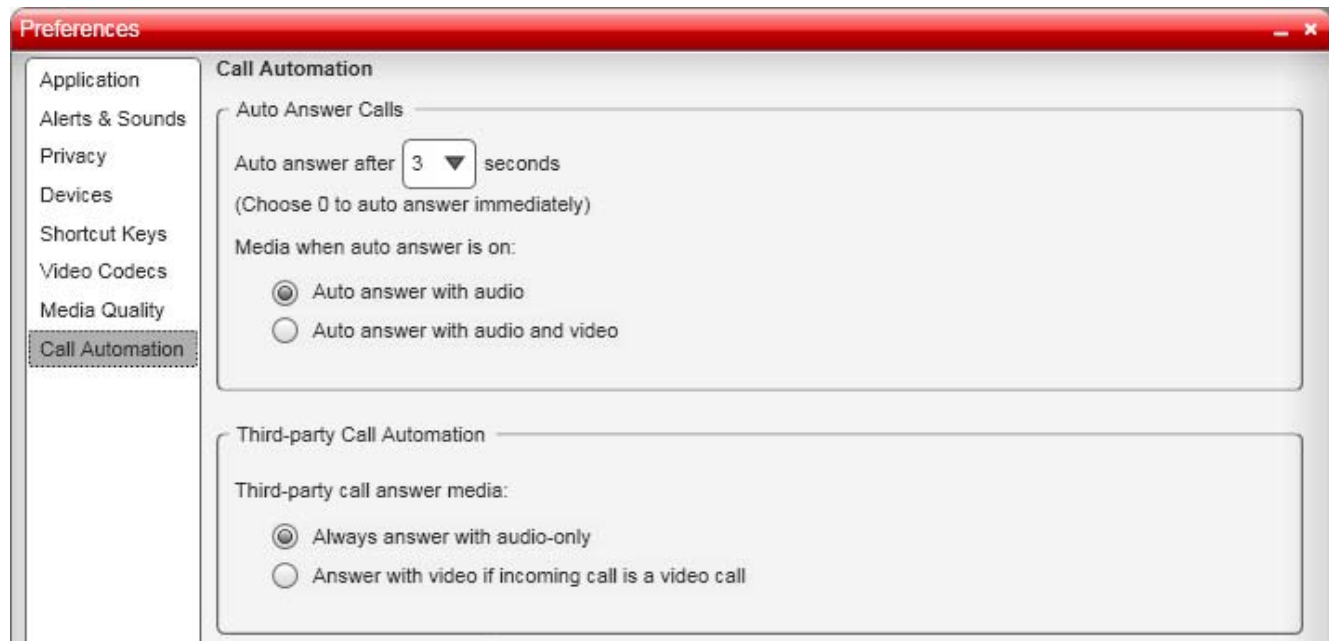 Preferences
Application
Alerts & Sounds
Privacy
Devices
Shortcut Keys
Video Codecs
Media Quality
Call Automation
Call Automation
Auto Answer Calls
Auto answer after 3 seconds
(Choose 0 to auto answer immediately)
Media when auto answer is on:
Auto answer with audio
Auto answer with audio and video
Third-party Call Automation
Third-party call answer media:
Always answer with audio-only
Answer with video if incoming call is a video call